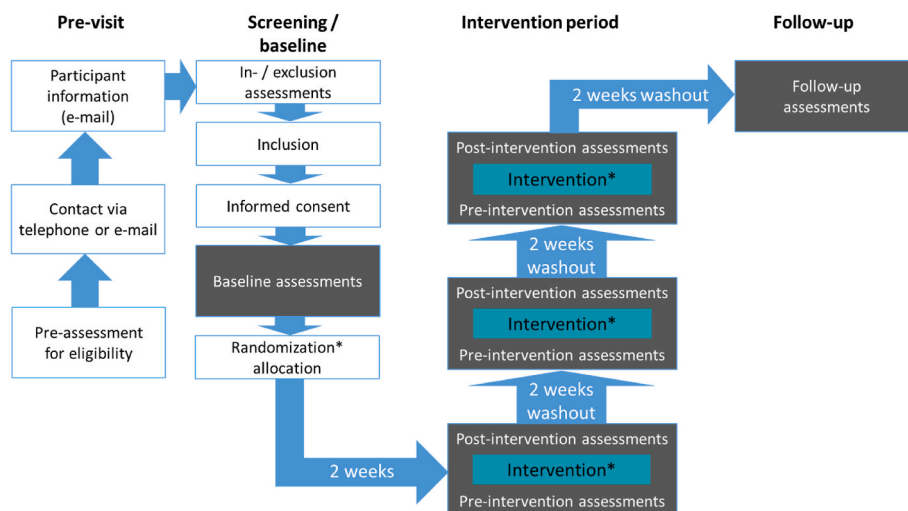 Pre-visit
Participant
information
(e-mail)
Contact via
telephone or e-mail
Pre-assessment
for eligibility
Screening /
baseline
In- / exclusion
assessments
Inclusion
Informed consent
Baseline assessments
Randomization*
allocation
2 weeks
Intervention period
2 weeks washout
Post-intervention assessments
Intervention*
Pre-intervention assessments
2 weeks
washout
Post-intervention assessments
Intervention*
Pre-intervention assessments
2 weeks
washout
Post-intervention assessments
Intervention*
Pre-intervention assessments
Follow-up
Follow-up
assessments